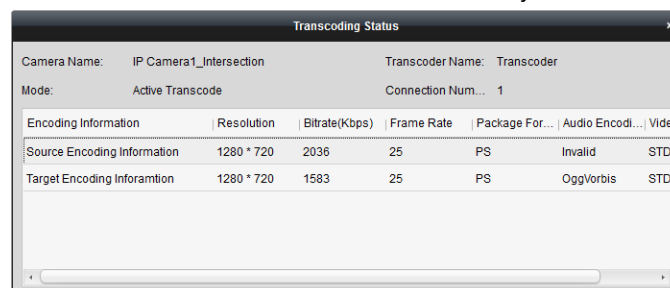 Transcoding Status
Camera Name: IP Camera1_Intersection Transcoder Name: Transcoder
Mode: Active Transcode Connection Num... 1
Encoding Information Resolution Bitrate(Kbps) Frame Rate Package For... Audio Encodi... Vide
Source Encoding Information 1280 * 720 2036 25 PS Invalid STD
Target Encoding Inforamtion 1280 * 720 1583 25 PS OggVorbis STD